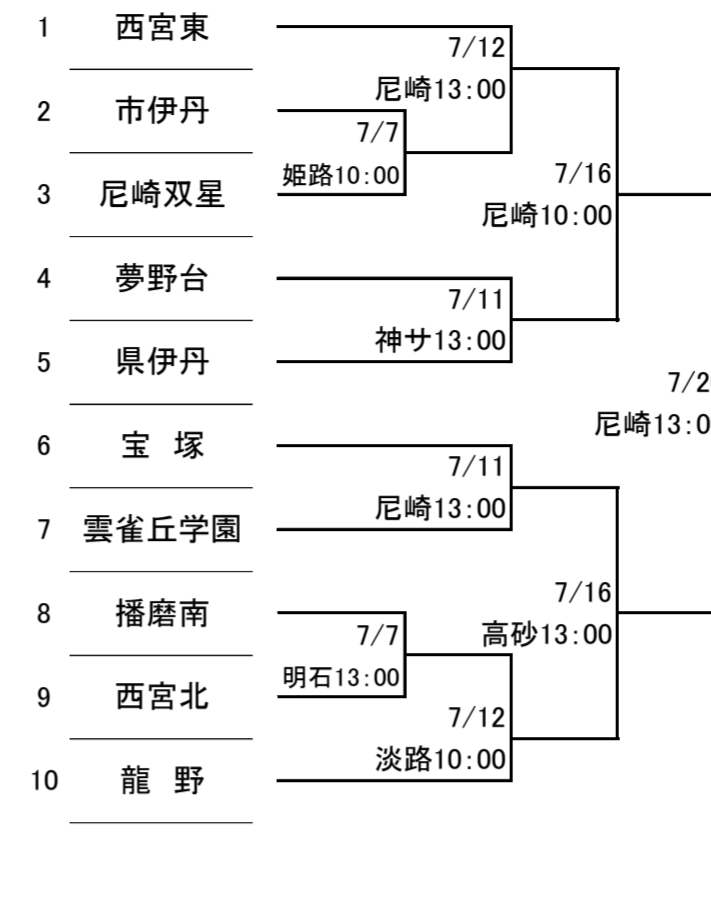 1 西宮東
7/12
尼崎13:00
2 市伊丹
7/7
姫路10:00
3 尼崎双星
7/16
尼崎10:00
4 夢野台
7/11
神サ13:00
5 県伊丹
7/2
尼崎13:0
6 宝 塚
7/11
尼崎13:00
7 雲雀丘学園
7/16
高砂13:00
8 播磨南
7/7
明石13:00
9 西宮北
7/12
淡路10:00
10 龍 野